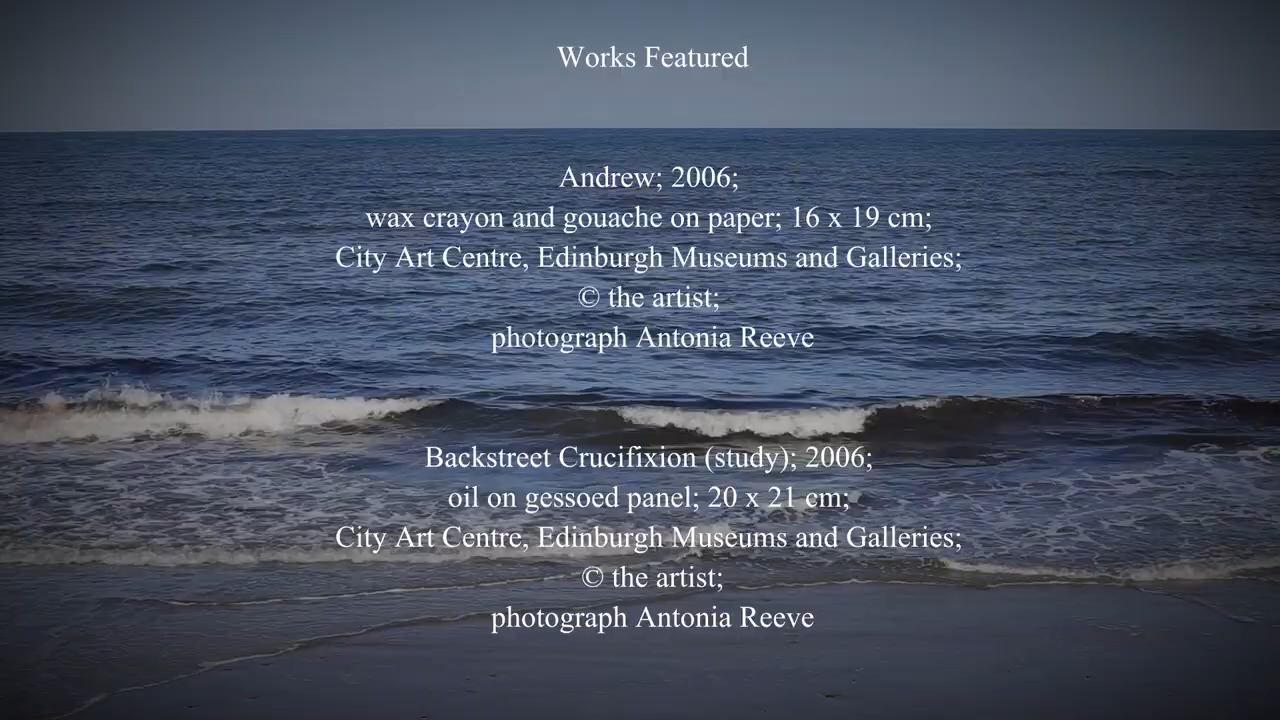 Works Featured
Andrew; 2006;
wax crayon and gouache on paper; 16 x 19 cm;
City Art Centre, Edinburgh Museums and Galleries;
© the artist;
photograph Antonia Reeve
Backstreet Crucifixion (study); 2006;
oil on gessoed panel; 20 x 21 cm;
City Art Centre, Edinburgh Museums and Galleries;
© the artist;
photograph Antonia Reeve